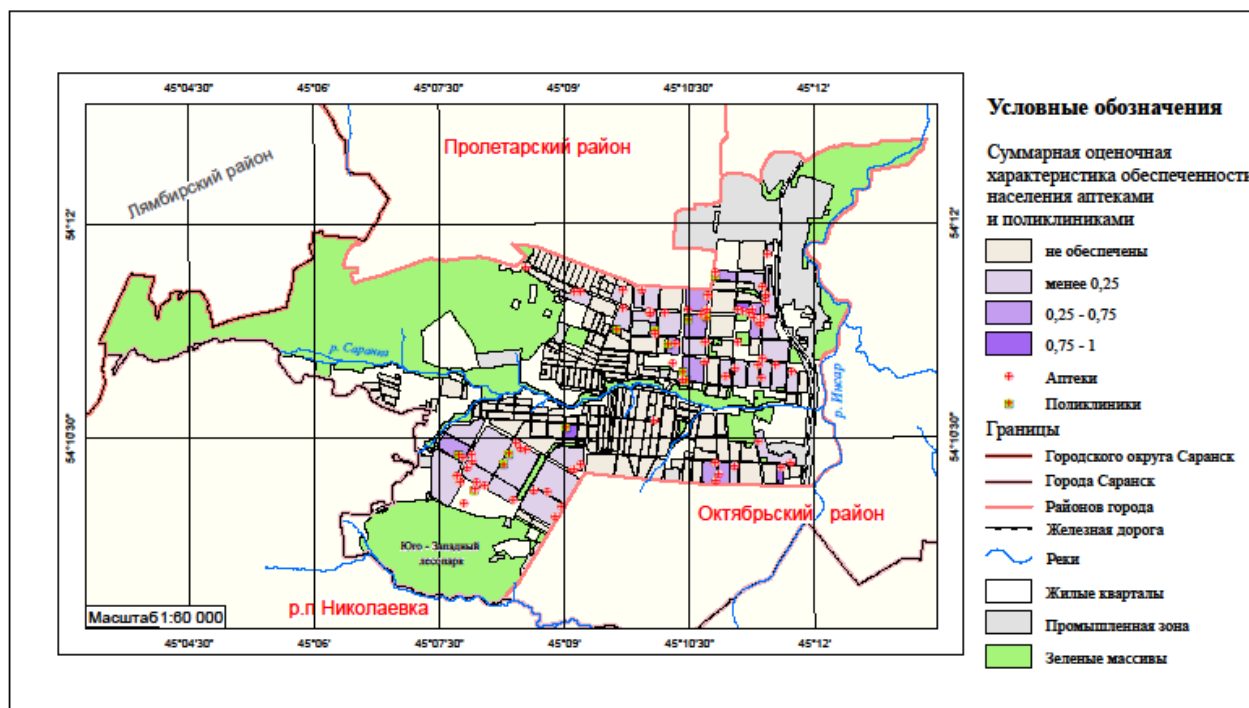 45°04'30"
45°06'
45°07'30"
45°09'
45°10'30"
45°12'
Пролетарский район
Лямбирский район
54°12'
54°12'
р. Саранка
р. Инсар
54°10'30"
54°10'30"
Октябрьский район
Юго - Западный
лесопарк
р.п Николаевка
Масштаб 1:60 000
45°04'30"
45°06'
45°07'30"
45°09'
45°10'30"
45°12'
Условные обозначения
Суммарная оценочная
характеристика обеспеченности
населения аптеками
и поликлиниками
не обеспечены
менее 0,25
0,25 - 0,75
0,75 - 1
Аптеки
Поликлиники
Границы
Городского округа Саранск
Города Саранск
Районов города
Железная дорога
Реки
Жилые кварталы
Промышленная зона
Зеленые массивы